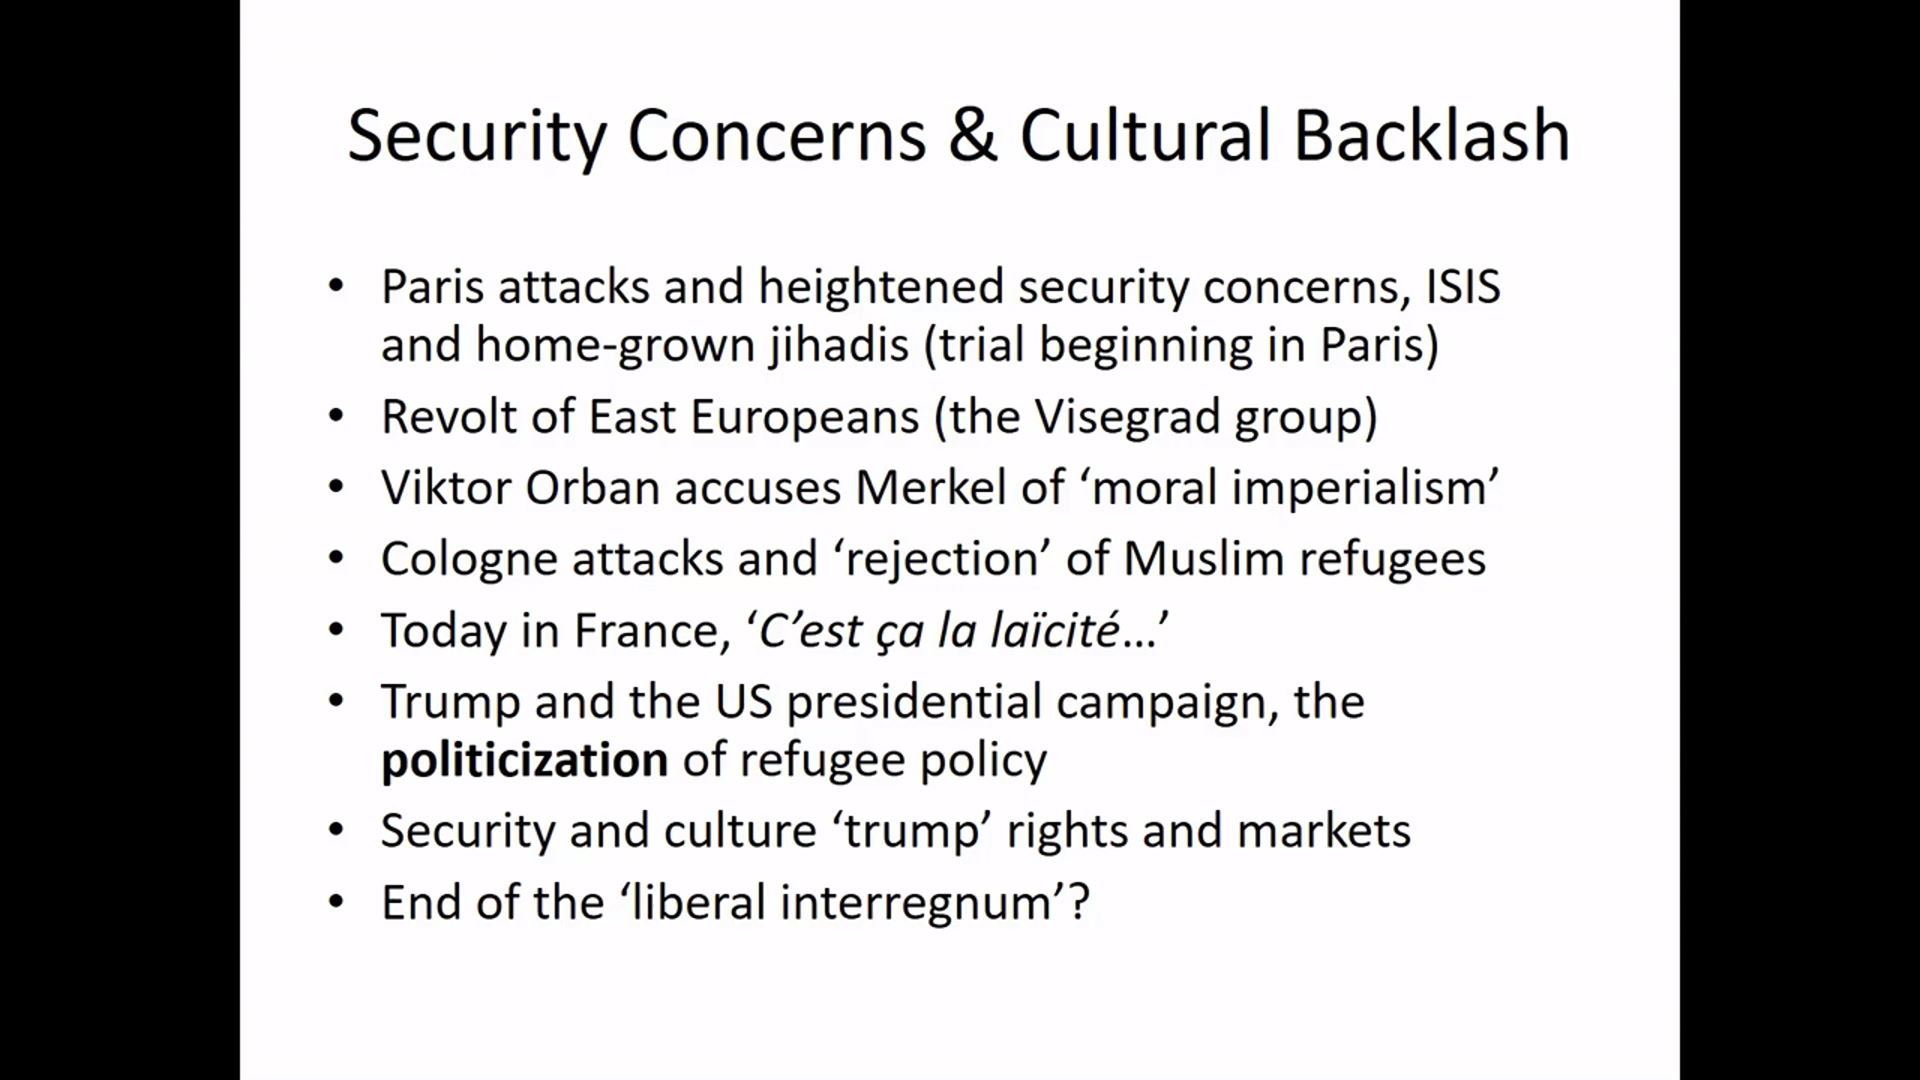 Security Concerns & Cultural Backlash
• Paris attacks and heightened security concerns, ISIS
and home-grown jihadis (trial beginning in Paris)
• Revolt of East Europeans (the Visegrad group)
• Viktor Orban accuses Merkel of ‘moral imperialism’
• Cologne attacks and ‘rejection’ of Muslim refugees
• Today in France, ‘C’est ça la laïcité…’
• Trump and the US presidential campaign, the
politicization of refugee policy
• Security and culture ‘trump’ rights and markets
• End of the ‘liberal interregnum’?